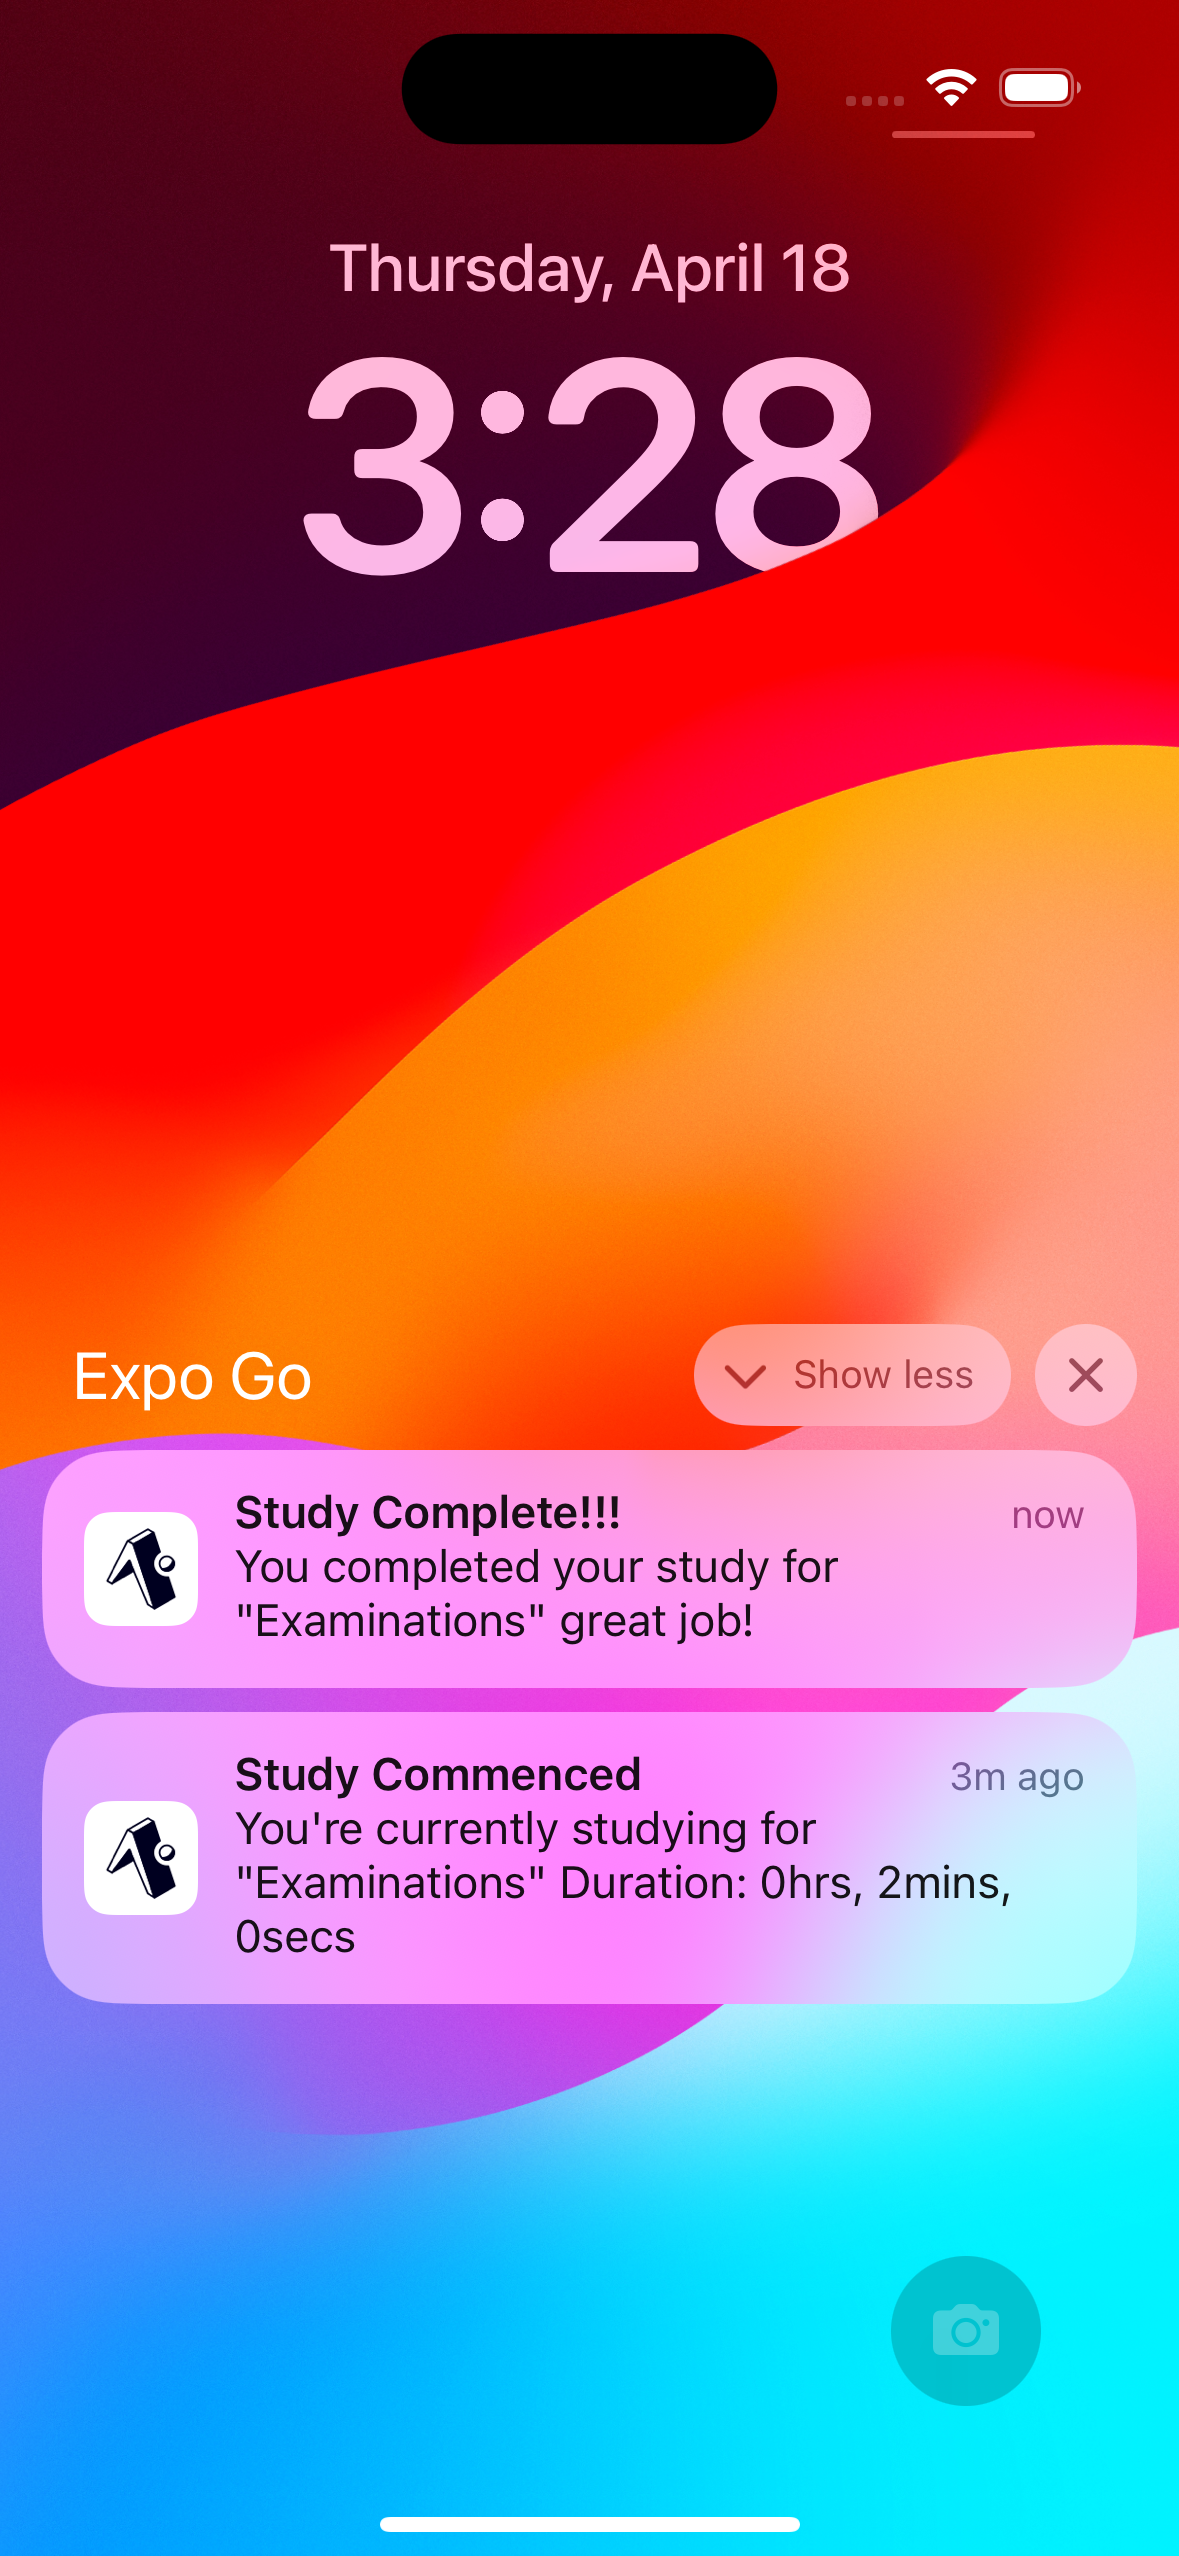 Thursday, April 18
3:28
Expo Go
Show less
Study Complete!!!
now
You completed your study for
"Examinations" great job!
Study Commenced
3m ago
You're currently studying for
"Examinations" Duration: 0hrs, 2mins,
0secs